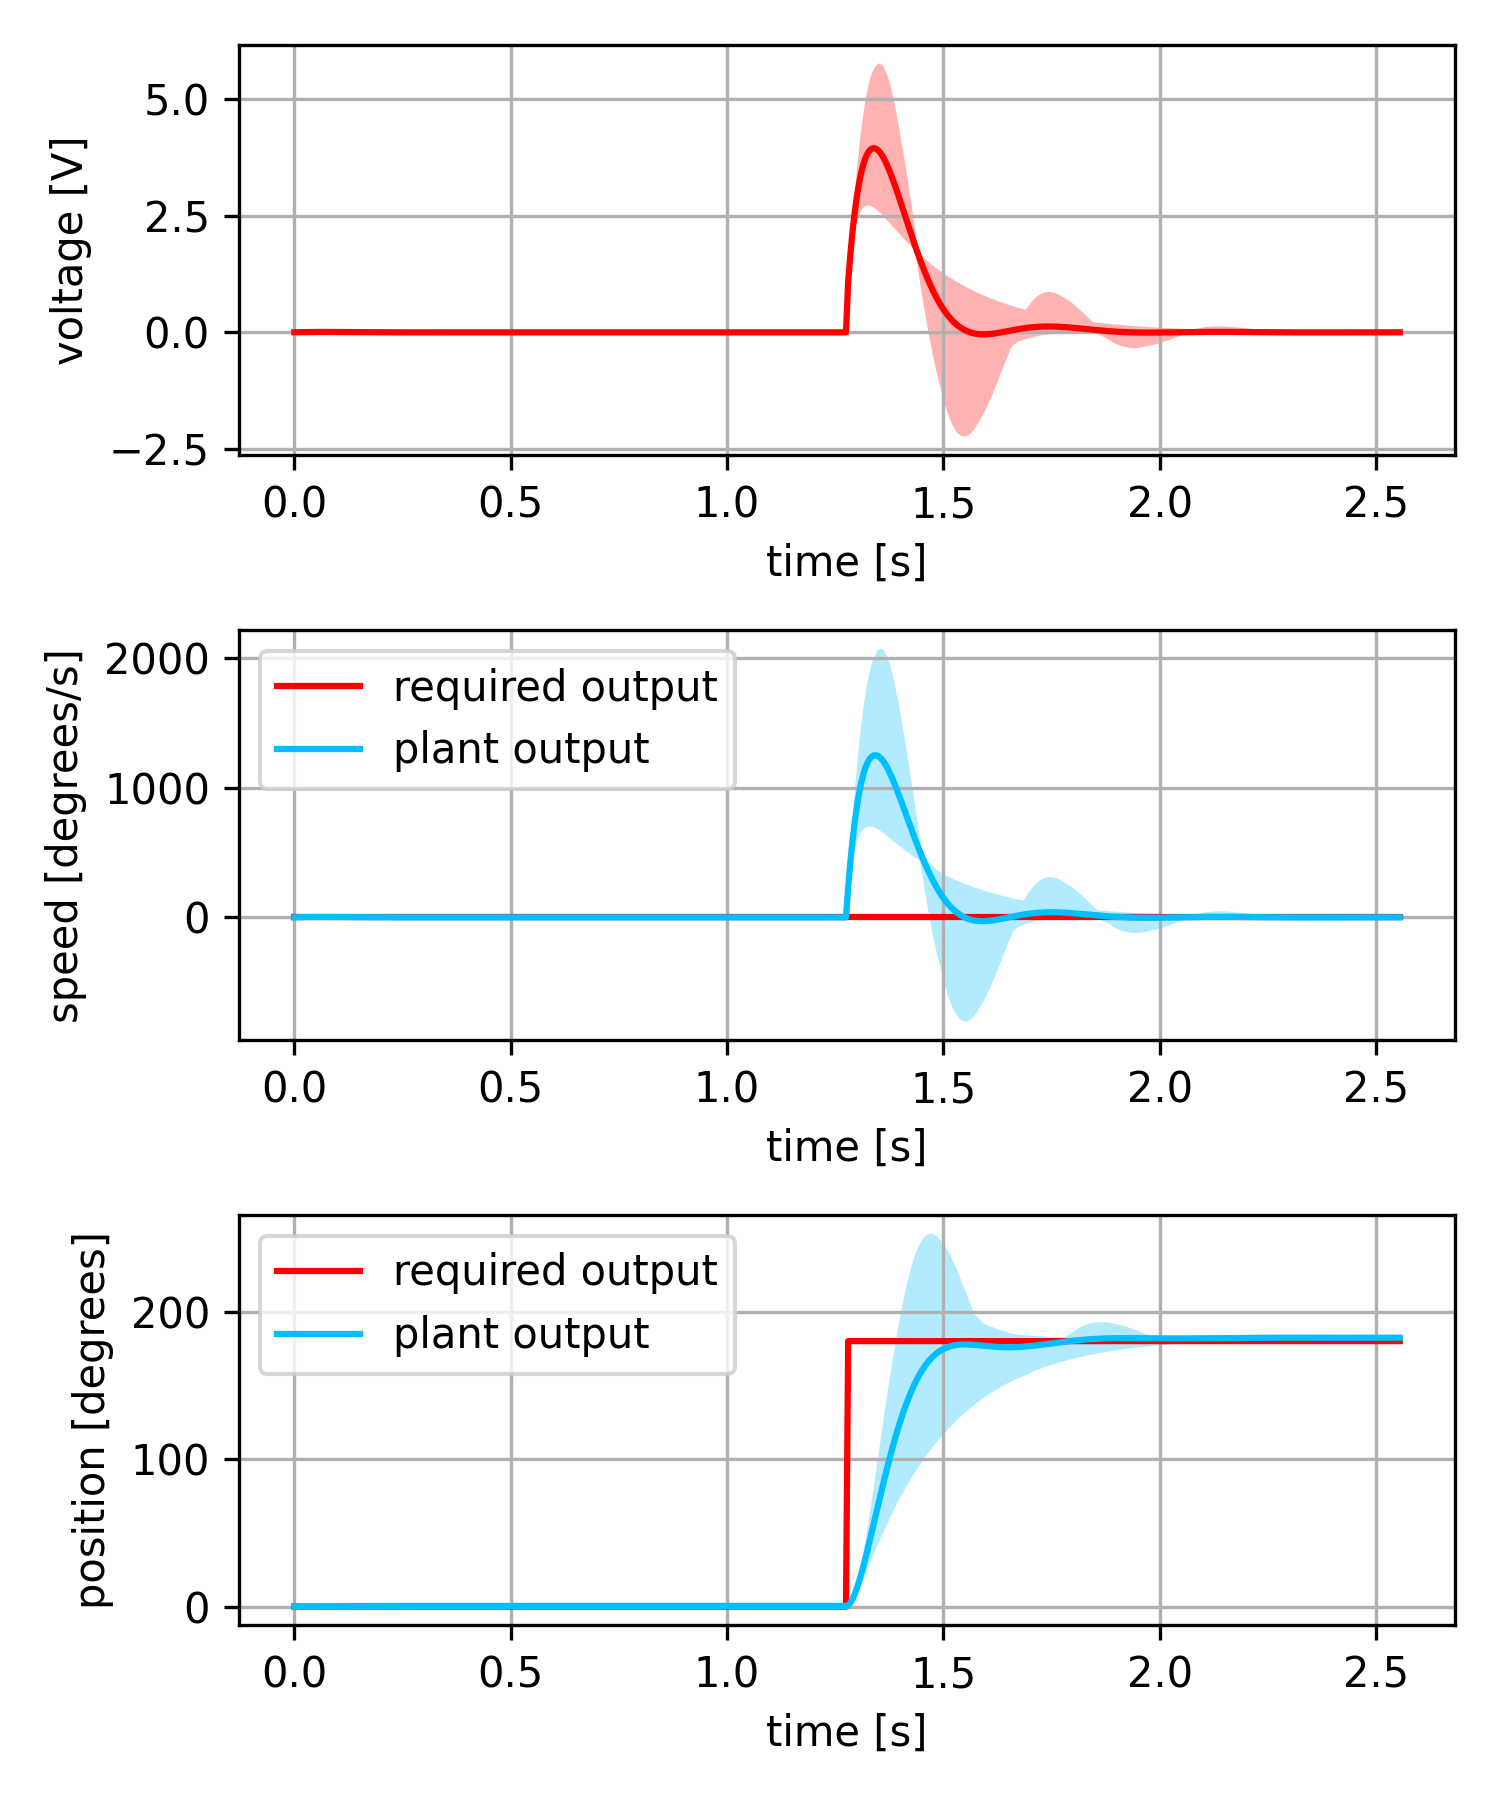 voltage [V]
5.0
2.5
0.0
−2.5
0.0 0.5 1.0 1.5 2.0 2.5
time [s]
speed [degrees/s]
2000
1000
0
required output
plant output
0.0 0.5 1.0 1.5 2.0 2.5
time [s]
position [degrees]
200
100
0
required output
plant output
0.0 0.5 1.0 1.5 2.0 2.5
time [s]